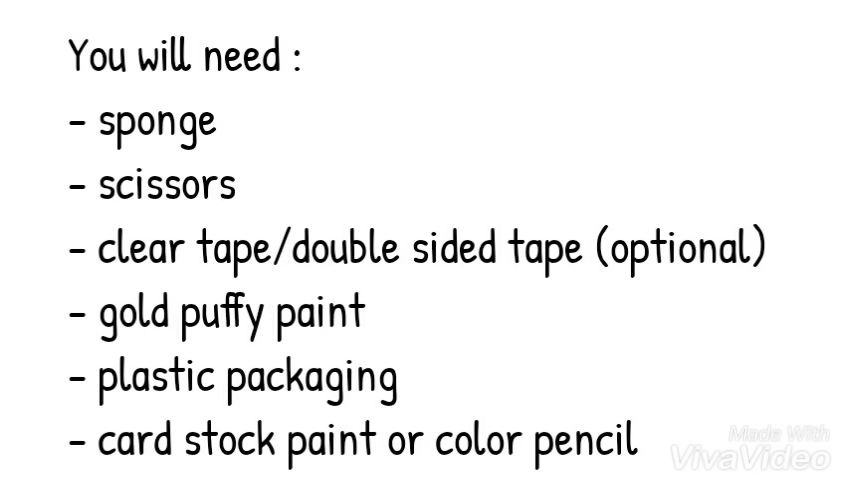 You will need :
- sponge
- scissors
- clear tape/double sided tape (optional)
- gold puffy paint
- plastic packaging
- card stock paint or color pencil
Made With
VivaVideo